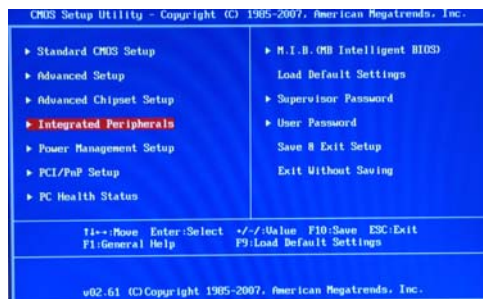 CMOS Setup Utility - Copyright (C) 1985-2007, American Megatrends, Inc.
▶ Standard CMOS Setup
▶ Advanced Setup
▶ Advanced Chipset Setup
▶ Integrated Peripherals
▶ Power Management Setup
▶ PCI/PnP Setup
▶ PC Health Status
▶ M.I.B.(MB Intelligent BIOS)
Load Default Settings
▶ Supervisor Password
▶ User Password
Save & Exit Setup
Exit Without Saving
↑↓←→:Move Enter:Select +/-/:Value F10:Save ESC:Exit
F1:General Help F9:Load Default Settings
v02.61 (C)Copyright 1985-2007, American Megatrends, Inc.